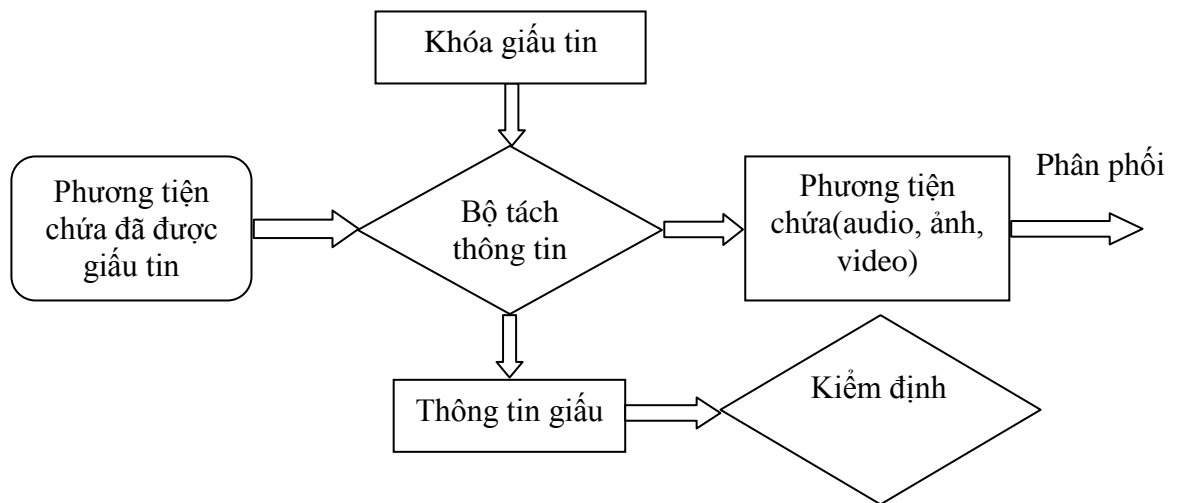 Khóa giấu tin
Phương tiện
chứa đã được
giấu tin
Bộ tách
thông tin
Phương tiện
chứa(audio, ảnh,
video)
Phân phối
Thông tin giấu
Kiểm định